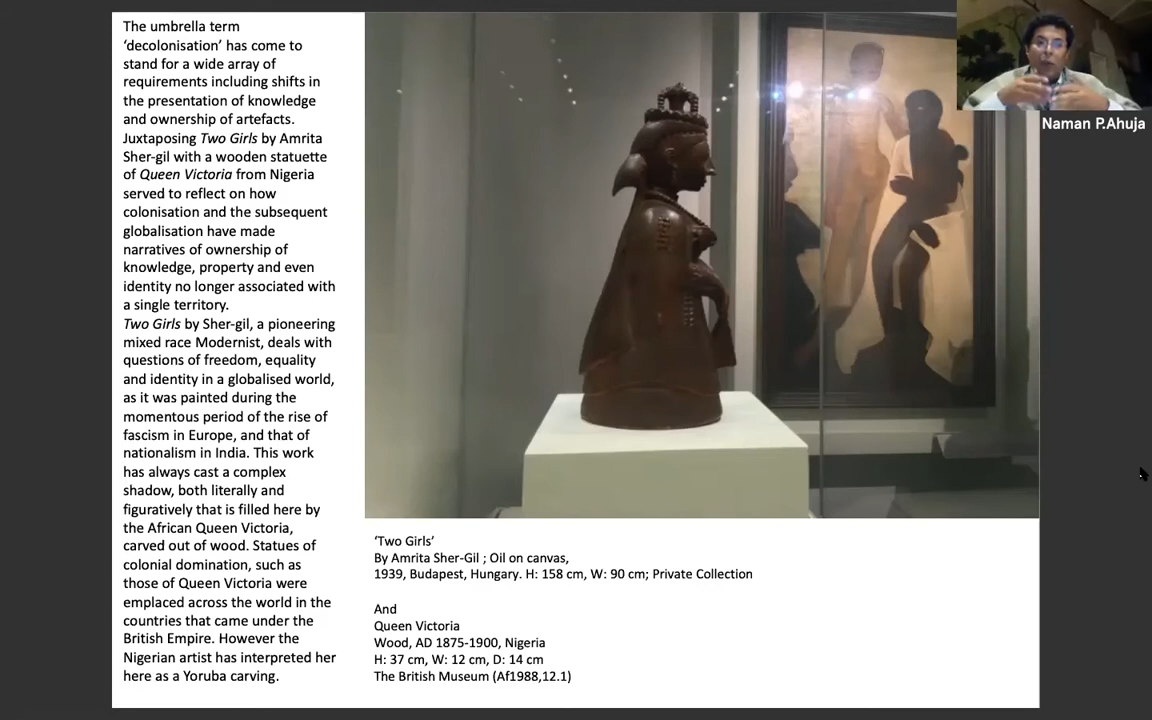 The umbrella term
‘decolonisation’ has come to
stand for a wide array of
requirements including shifts in
the presentation of knowledge
and ownership of artefacts.
Juxtaposing Two Girls by Amrita
Sher-gil with a wooden statuette
of Queen Victoria from Nigeria
served to reflect on how
colonisation and the subsequent
globalisation have made
narratives of ownership of
knowledge, property and even
identity no longer associated with
a single territory.
Two Girls by Sher-gil, a pioneering
mixed race Modernist, deals with
questions of freedom, equality
and identity in a globalised world,
as it was painted during the
momentous period of the rise of
fascism in Europe, and that of
nationalism in India. This work
has always cast a complex
shadow, both literally and
figuratively that is filled here by
the African Queen Victoria,
carved out of wood. Statues of
colonial domination, such as
those of Queen Victoria were
emplaced across the world in the
countries that came under the
British Empire. However the
Nigerian artist has interpreted her
here as a Yoruba carving.
Naman P.Ahuja
‘Two Girls’
By Amrita Sher-Gil ; Oil on canvas,
1939, Budapest, Hungary. H: 158 cm, W: 90 cm; Private Collection
And
Queen Victoria
Wood, AD 1875-1900, Nigeria
H: 37 cm, W: 12 cm, D: 14 cm
The British Museum (Af1988,12.1)